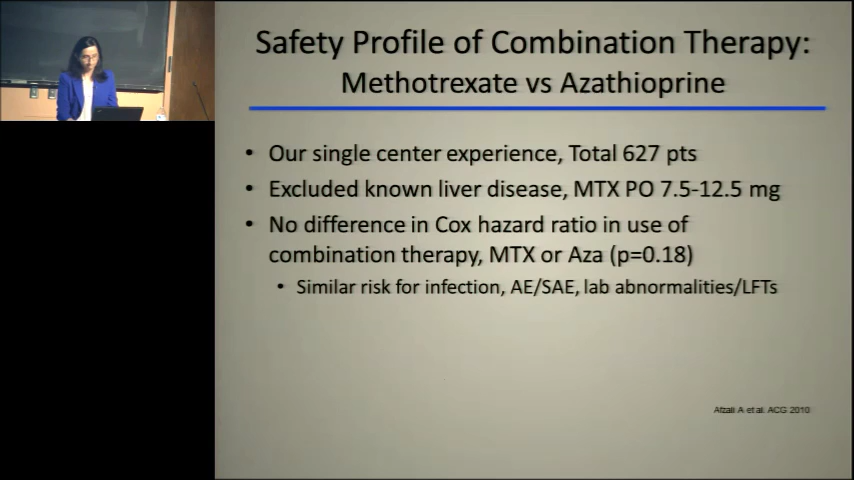 Safety Profile of Combination Therapy:
Methotrexate vs Azathioprine
• Our single center experience, Total 627 pts
• Excluded known liver disease, MTX PO 7.5-12.5 mg
• No difference in Cox hazard ratio in use of
combination therapy, MTX or Aza (p=0.18)
• Similar risk for infection, AE/SAE, lab abnormalities/LFTs
Afzali A et al. ACG 2010